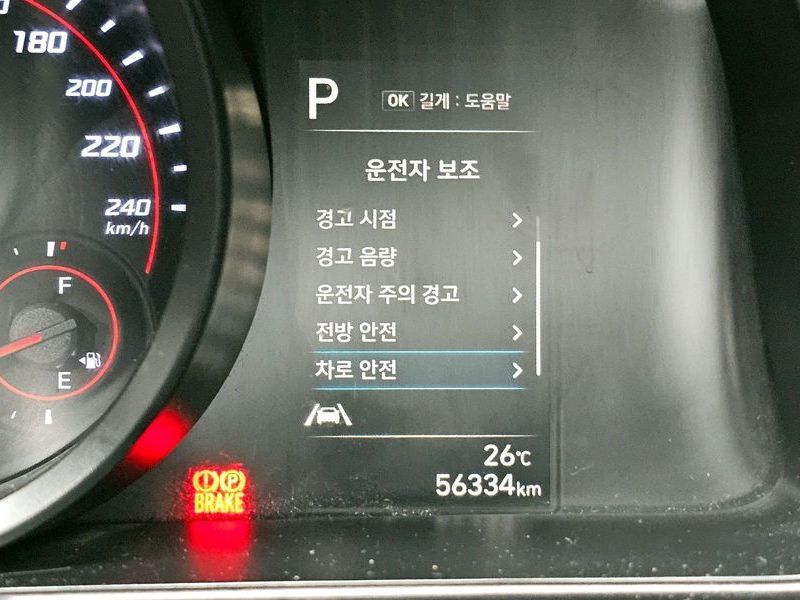 180
200
220
240
km/h
F
E
P
OK 길게 : 도움말
운전자 보조
경고 시점
경고 음량
운전자 주의 경고
전방 안전
차로 안전
26°C
56334km
(!) (P)
BRAKE